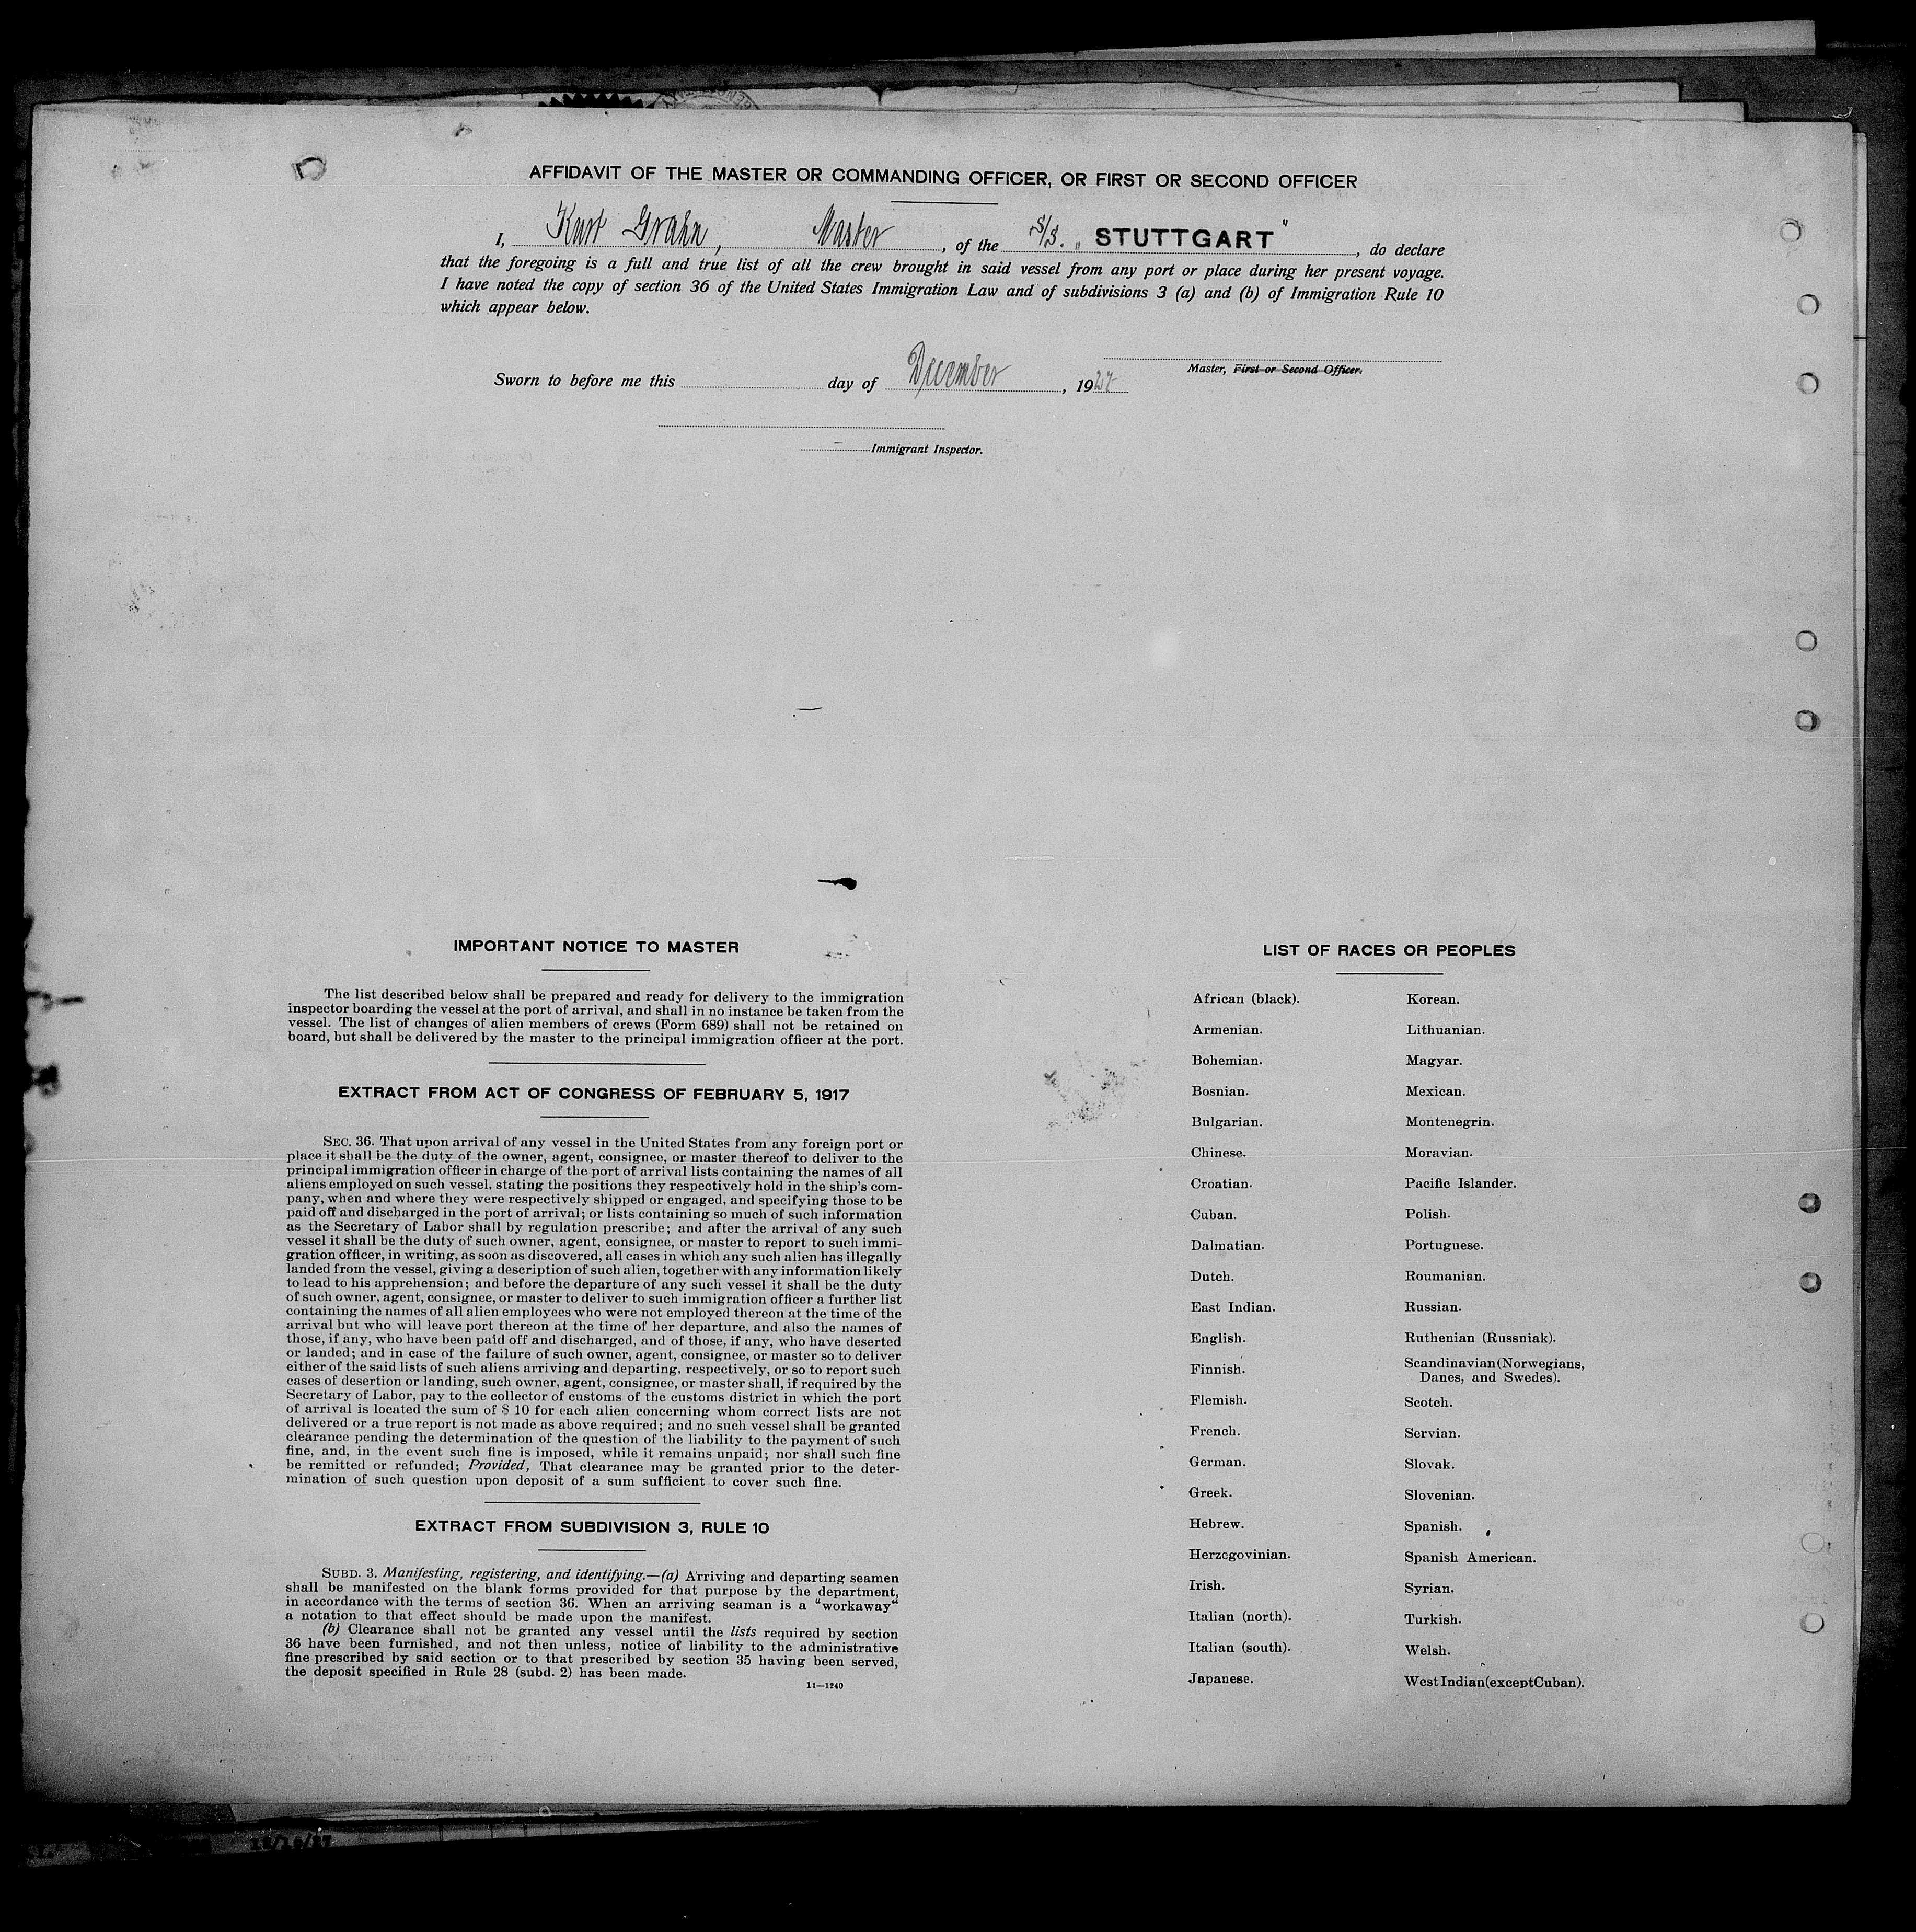 AFFIDAVIT OF THE MASTER OR COMMANDING OFFICER, OR FIRST OR SECOND OFFICER
I, Kurt Grahn, Master, of the S/S. „ STUTTGART", do declare
that the foregoing is a full and true list of all the crew brought in said vessel from any port or place during her present voyage.
I have noted the copy of section 36 of the United States Immigration Law and of subdivisions 3 (a) and (b) of Immigration Rule 10
which appear below.
Master, First or Second Officer.
Sworn to before me this day of December, 1927
Immigrant Inspector.
IMPORTANT NOTICE TO MASTER
The list described below shall be prepared and ready for delivery to the immigration
inspector boarding the vessel at the port of arrival, and shall in no instance be taken from the
vessel. The list of changes of alien members of crews (Form 689) shall not be retained on
board, but shall be delivered by the master to the principal immigration officer at the port.
EXTRACT FROM ACT OF CONGRESS OF FEBRUARY 5, 1917
SEC. 36. That upon arrival of any vessel in the United States from any foreign port or
place it shall be the duty of the owner, agent, consignee, or master thereof to deliver to the
principal immigration officer in charge of the port of arrival lists containing the names of all
aliens employed on such vessel, stating the positions they respectively hold in the ship's com-
pany, when and where they were respectively shipped or engaged, and specifying those to be
paid off and discharged in the port of arrival; or lists containing so much of such information
as the Secretary of Labor shall by regulation prescribe; and after the arrival of any such
vessel it shall be the duty of such owner, agent, consignee, or master to report to such immi-
gration officer, in writing, as soon as discovered, all cases in which any such alien has illegally
landed from the vessel, giving a description of such alien, together with any information likely
to lead to his apprehension; and before the departure of any such vessel it shall be the duty
of such owner, agent, consignee, or master to deliver to such immigration officer a further list
containing the names of all alien employees who were not employed thereon at the time of the
arrival but who will leave port thereon at the time of her departure, and also the names of
those, if any, who have been paid off and discharged, and of those, if any, who have deserted
or landed; and in case of the failure of such owner, agent, consignee, or master so to deliver
either of the said lists of such aliens arriving and departing, respectively, or so to report such
cases of desertion or landing, such owner, agent, consignee, or master shall, if required by the
Secretary of Labor, pay to the collector of customs of the customs district in which the port
of arrival is located the sum of $ 10 for each alien concerning whom correct lists are not
delivered or a true report is not made as above required; and no such vessel shall be granted
clearance pending the determination of the question of the liability to the payment of such
fine, and, in the event such fine is imposed, while it remains unpaid; nor shall such fine
be remitted or refunded; Provided, That clearance may be granted prior to the deter-
mination of such question upon deposit of a sum sufficient to cover such fine.
EXTRACT FROM SUBDIVISION 3, RULE 10
SUBD. 3. Manifesting, registering, and identifying.—(a) Arriving and departing seamen
shall be manifested on the blank forms provided for that purpose by the department,
in accordance with the terms of section 36. When an arriving seaman is a "workaway"
a notation to that effect should be made upon the manifest.
(b) Clearance shall not be granted any vessel until the lists required by section
36 have been furnished, and not then unless, notice of liability to the administrative
fine prescribed by said section or to that prescribed by section 35 having been served,
the deposit specified in Rule 28 (subd. 2) has been made.
11—1240
LIST OF RACES OR PEOPLES
African (black).
Armenian.
Bohemian.
Bosnian.
Bulgarian.
Chinese.
Croatian.
Cuban.
Dalmatian.
Dutch.
East Indian.
English.
Finnish.
Flemish.
French.
German.
Greek.
Hebrew.
Herzegovinian.
Irish.
Italian (north).
Italian (south).
Japanese.
Korean.
Lithuanian.
Magyar.
Mexican.
Montenegrin.
Moravian.
Pacific Islander.
Polish.
Portuguese.
Roumanian.
Russian.
Ruthenian (Russniak).
Scandinavian (Norwegians,
Danes, and Swedes).
Scotch.
Servian.
Slovak.
Slovenian.
Spanish.
Spanish American.
Syrian.
Turkish.
Welsh.
West Indian (except Cuban).